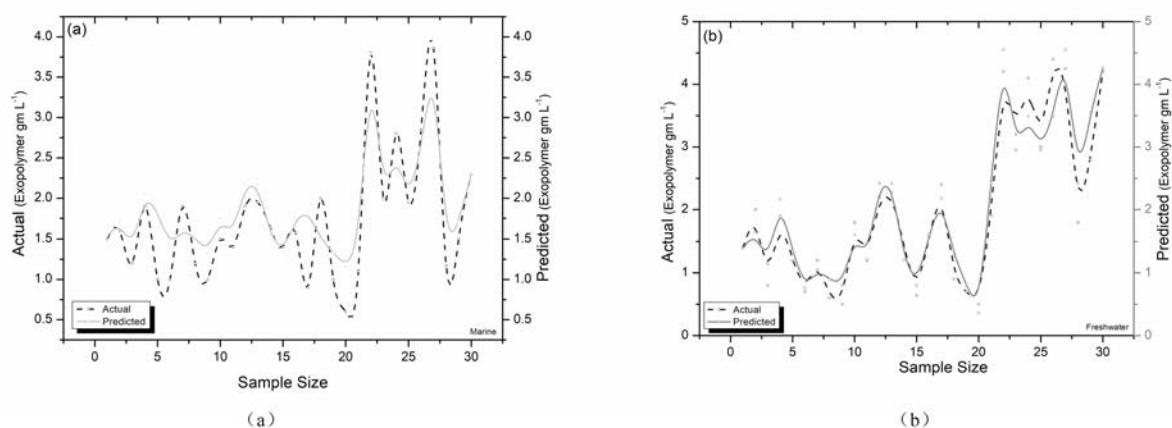 (a)
4.0
3.5
3.0
2.5
2.0
1.5
1.0
0.5
Actual (Exopolymer gm L⁻¹)
4.0
3.5
3.0
2.5
2.0
1.5
1.0
0.5
Predicted (Exopolymer gm L⁻¹)
Actual
Predicted
Marine
0 5 10 15 20 25 30
Sample Size
(a)
(b)
5
4
3
2
1
0
Actual (Exopolymer gm L⁻¹)
5
4
3
2
1
0
Predicted (Exopolymer gm L⁻¹)
Actual
Predicted
Freshwater
0 5 10 15 20 25 30
Sample Size
(b)